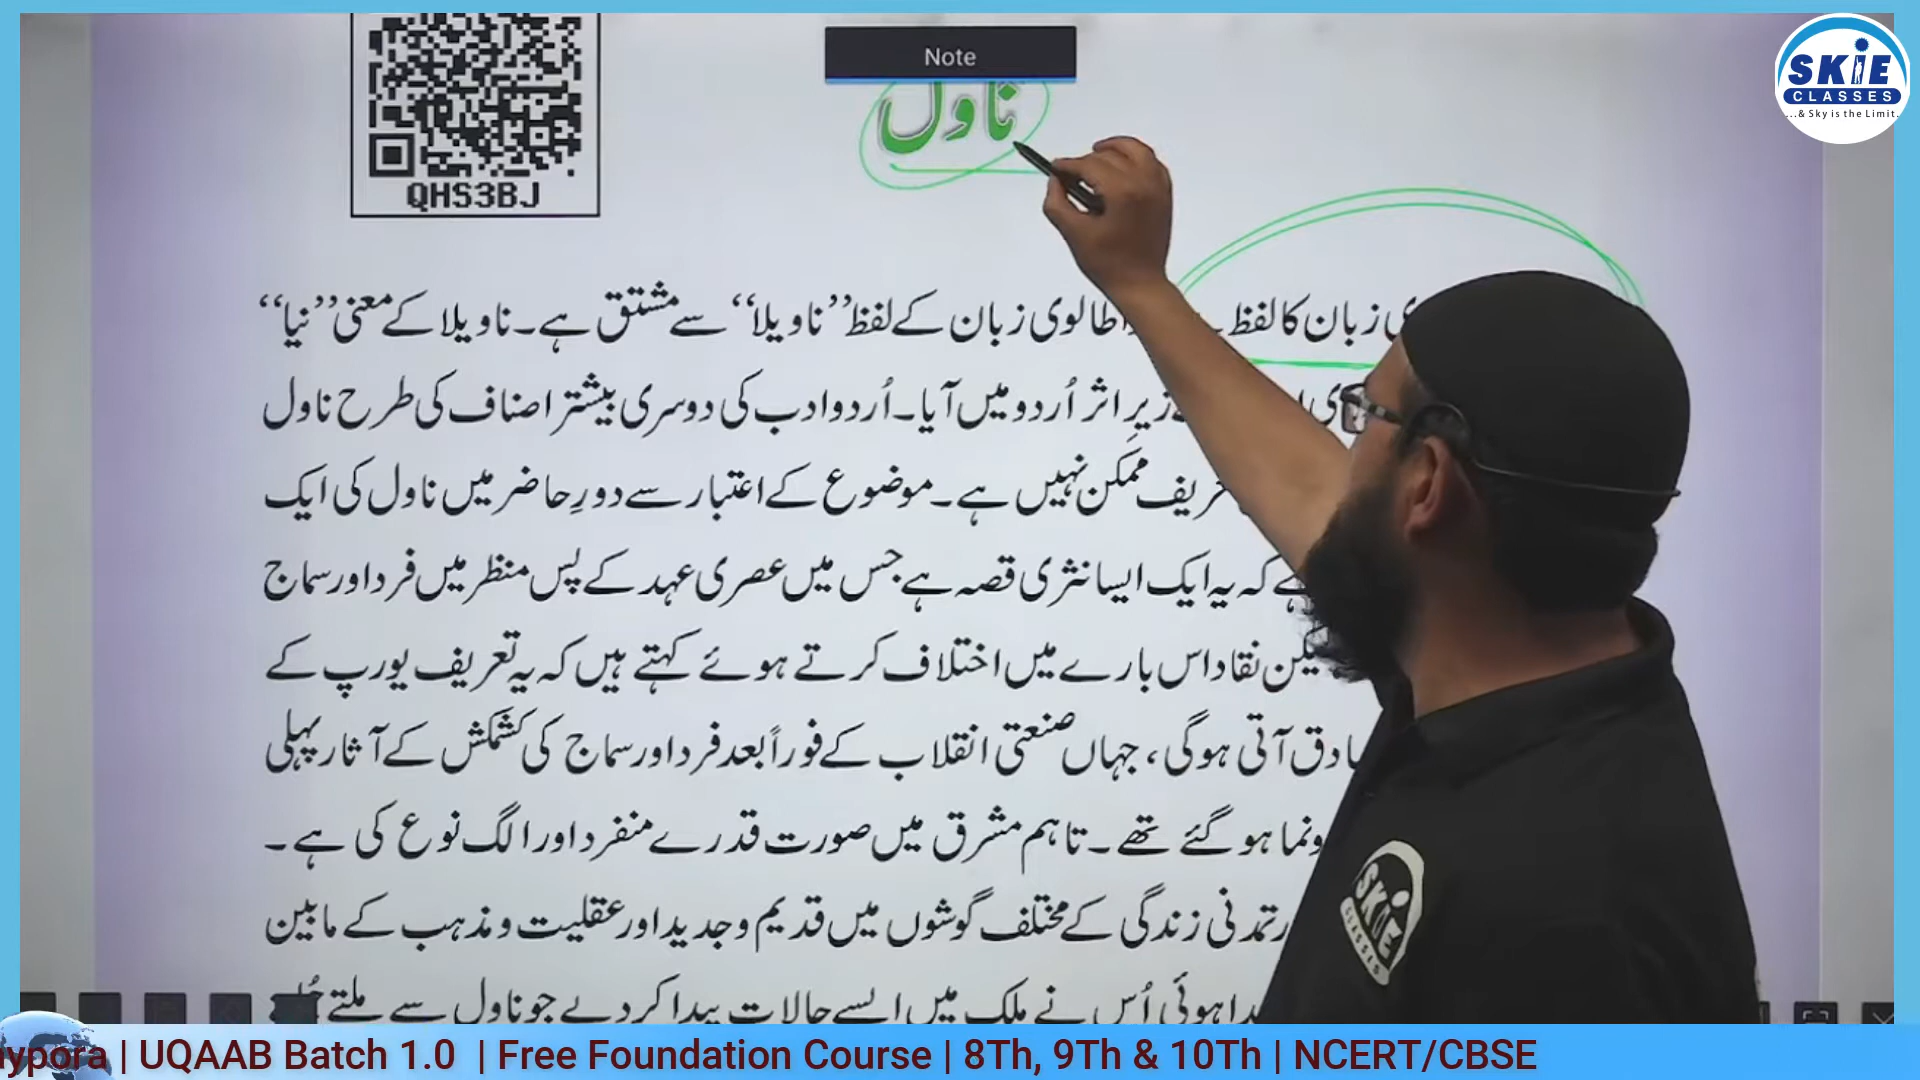 Note
SKIE
CLASSES
...& Sky is the Limit.
QHS3BJ
ناول
زبان کا لفظ اطالوی زبان کے لفظ ”ناویلا“ سے مشتق ہے۔ ناویلا کے معنی ”نیا“
زیرِ اثر اُردو میں آیا۔ اُردو ادب کی دوسری بیشتر اصناف کی طرح ناول
ممکن نہیں ہے۔ موضوع کے اعتبار سے دورِ حاضر میں ناول کی ایک
کہ یہ ایک ایسا نثری قصہ ہے جس میں عصری عہد کے پس منظر میں فرد اور سماج
نقاد اس بارے میں اختلاف کرتے ہوئے کہتے ہیں کہ یہ تعریف یورپ کے
آتی ہوگی، جہاں صنعتی انقلاب کے فوراً بعد فرد اور سماج کی کشمکش کے آثار پہلی
ہو گئے تھے۔ تاہم مشرق میں صورت قدرے منفرد اور الگ نوع کی ہے۔
تمدنی زندگی کے مختلف گوشوں میں قدیم و جدید اور عقلیت و مذہب کے مابین
ہوئی اُس نے ملک میں ایسے حالات پیدا کر دیے جو ناول سے ملتے
SKIE
CLASSES
ypora | UQAAB Batch 1.0 | Free Foundation Course | 8Th, 9Th & 10Th | NCERT/CBSE